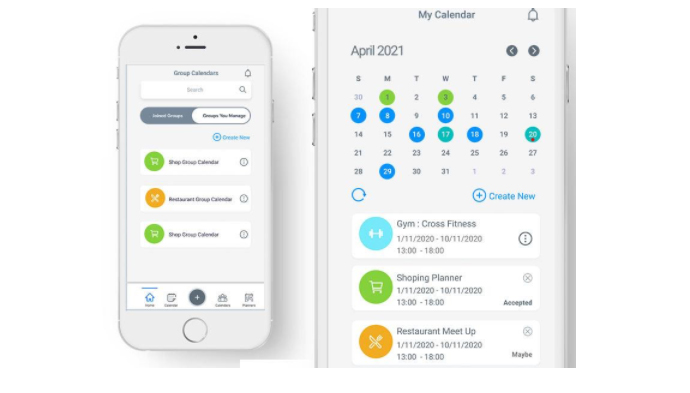 Group Calendars
Search
Joined Groups
Groups You Manage
Create New
Shop Group Calendar
Restaurant Group Calendar
Shop Group Calendar
Home
Calendar
Calendars
Planners
My Calendar
April 2021
S M T W T F S
30 1 2 3 4 5 6
7 8 9 10 11 12 13
14 15 16 17 18 19 20
21 22 23 24 25 26 27
28 29 30 31 1 2 3
Create New
Gym : Cross Fitness
1/11/2020 - 10/11/2020
13:00 - 18:00
Shoping Planner
1/11/2020 - 10/11/2020
13:00 - 18:00
Accepted
Restaurant Meet Up
1/11/2020 - 10/11/2020
13:00 - 18:00
Maybe